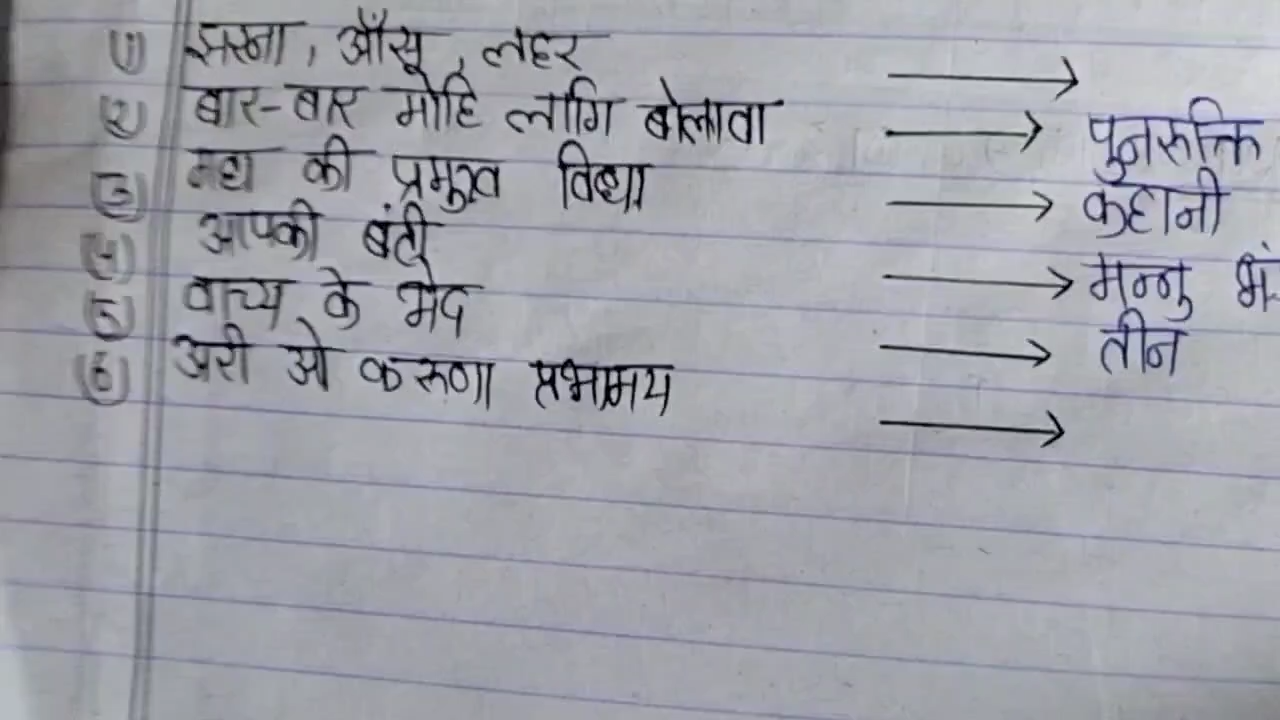 1) झरना, आँसू, लहर →
2) बार-बार मोहि लागि बोलावा → पुनरुक्ति
3) गद्य की प्रमुख विधा → कहानी
4) आपकी बंटी → मन्नु भं
5) वाच्य के भेद → तीन
6) अरी ओ करुणा प्रभामय →